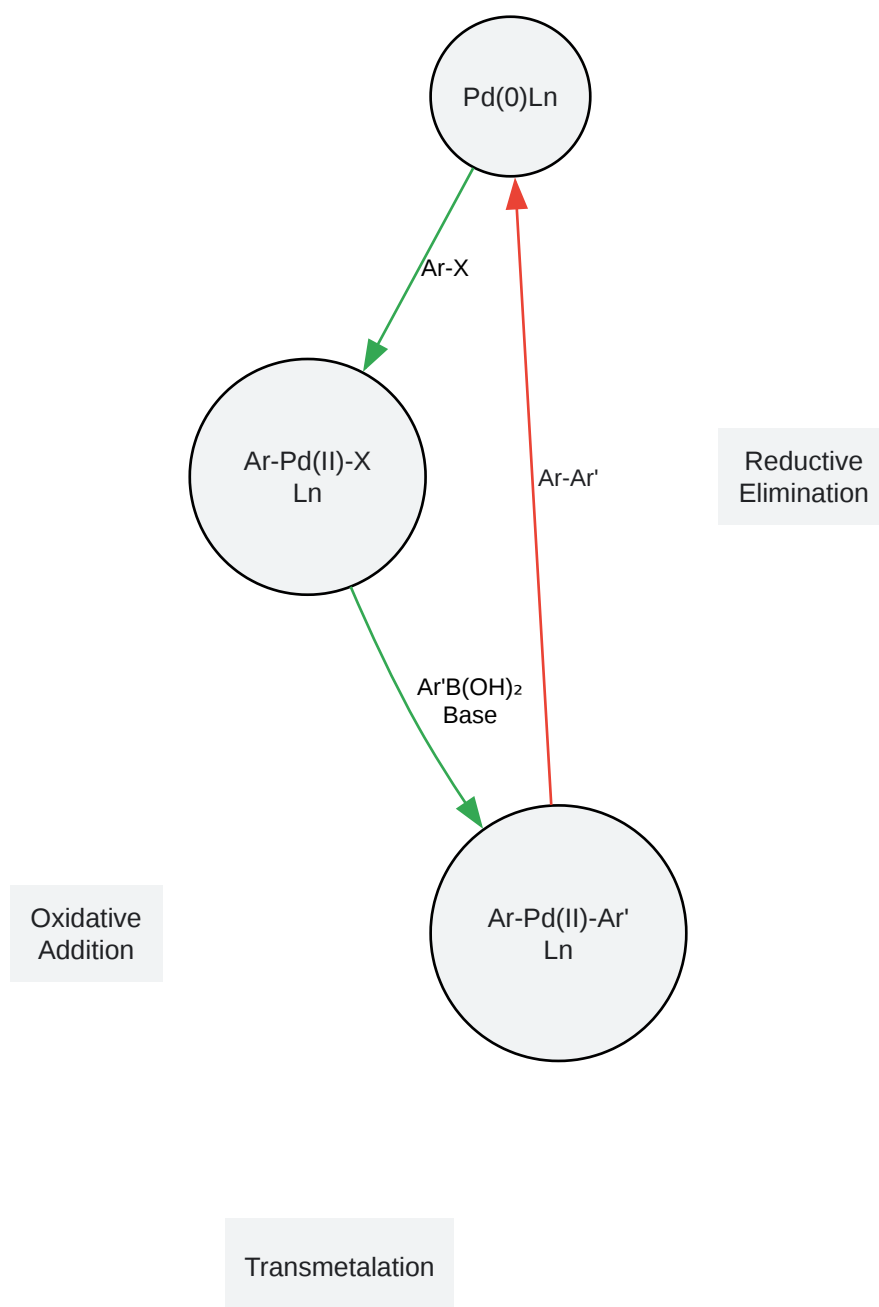 Pd(0)Ln
Ar-X
Ar-Pd(II)-X
Ln
Ar-Ar'
Reductive
Elimination
Ar'B(OH)₂
Base
Oxidative
Addition
Ar-Pd(II)-Ar'
Ln
Transmetalation